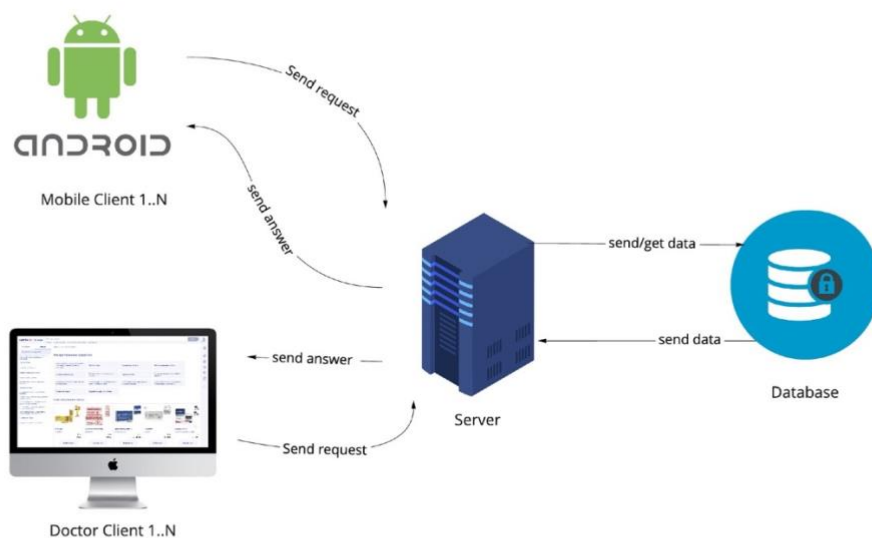 Send request
ANDROID
Mobile Client 1..N
send answer
send/get data
send answer
send data
Database
Server
Send request
Doctor Client 1..N